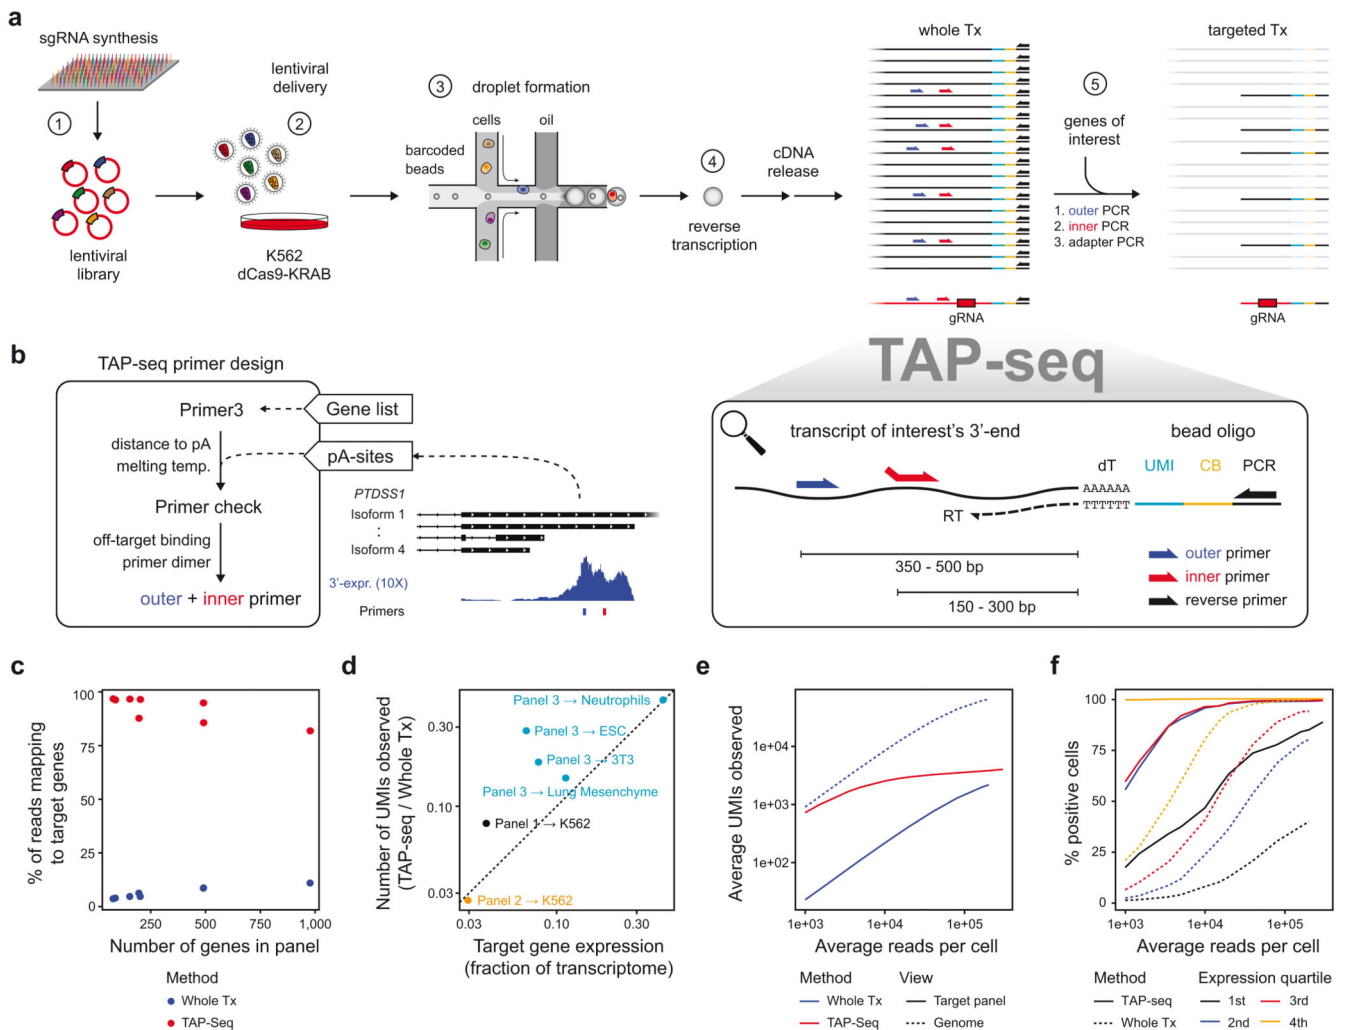 a
sgRNA synthesis
1
lentiviral
library
lentiviral
delivery
2
K562
dCas9-KRAB
3
droplet formation
cells
oil
barcoded
beads
4
reverse
transcription
cDNA
release
whole Tx
gRNA
5
genes of
interest
1. outer PCR
2. inner PCR
3. adapter PCR
targeted Tx
gRNA
TAP-seq
transcript of interest's 3'-end
bead oligo
dT
UMI
CB
PCR
AAAAAA
TTTTTT
RT
350 - 500 bp
150 - 300 bp
outer primer
inner primer
reverse primer
b
TAP-seq primer design
Primer3
Gene list
distance to pA
melting temp.
pA-sites
Primer check
off-target binding
primer dimer
outer + inner primer
PTDSS1
Isoform 1
:
Isoform 4
3'-expr. (10X)
Primers
c
% of reads mapping
to target genes
100
75
50
25
0
250
500
750
1,000
Number of genes in panel
Method
Whole Tx
TAP-Seq
d
Number of UMIs observed
(TAP-seq / Whole Tx)
0.30
0.10
0.03
Panel 3 → Neutrophils
Panel 3 → ESC
Panel 3 → 3T3
Panel 3 → Lung Mesenchyme
Panel 1 → K562
Panel 2 → K562
0.03
0.10
0.30
Target gene expression
(fraction of transcriptome)
e
Average UMIs observed
1e+04
1e+03
1e+02
1e+03
1e+04
1e+05
Average reads per cell
Method
View
Whole Tx
Target panel
TAP-Seq
Genome
f
% positive cells
100
75
50
25
0
1e+03
1e+04
1e+05
Average reads per cell
Method
Expression quartile
TAP-seq
1st
3rd
Whole Tx
2nd
4th